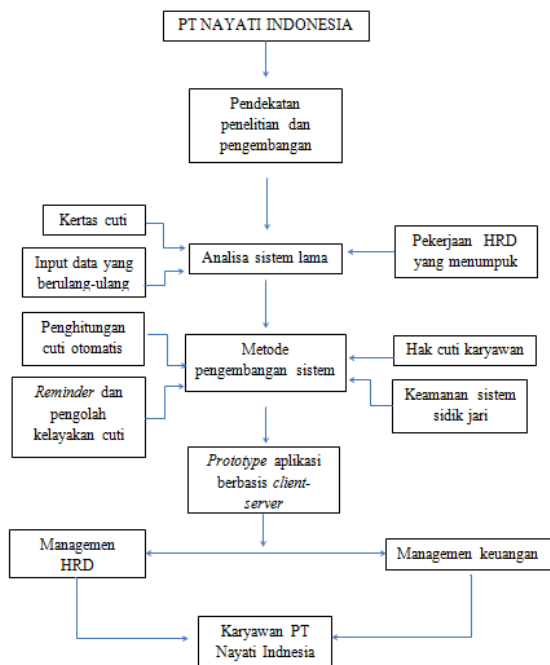 PT NAYATI INDONESIA
Pendekatan
penelitian dan
pengembangan
Kertas cuti
Input data yang
berulang-ulang
Analisa sistem lama
Pekerjaan HRD
yang menumpuk
Penghitungan
cuti otomatis
Reminder dan
pengolah
kelayakan cuti
Metode
pengembangan sistem
Hak cuti karyawan
Keamanan sistem
sidik jari
Prototype aplikasi
berbasis client-
server
Managemen
HRD
Managemen keuangan
Karyawan PT
Nayati Indnesia